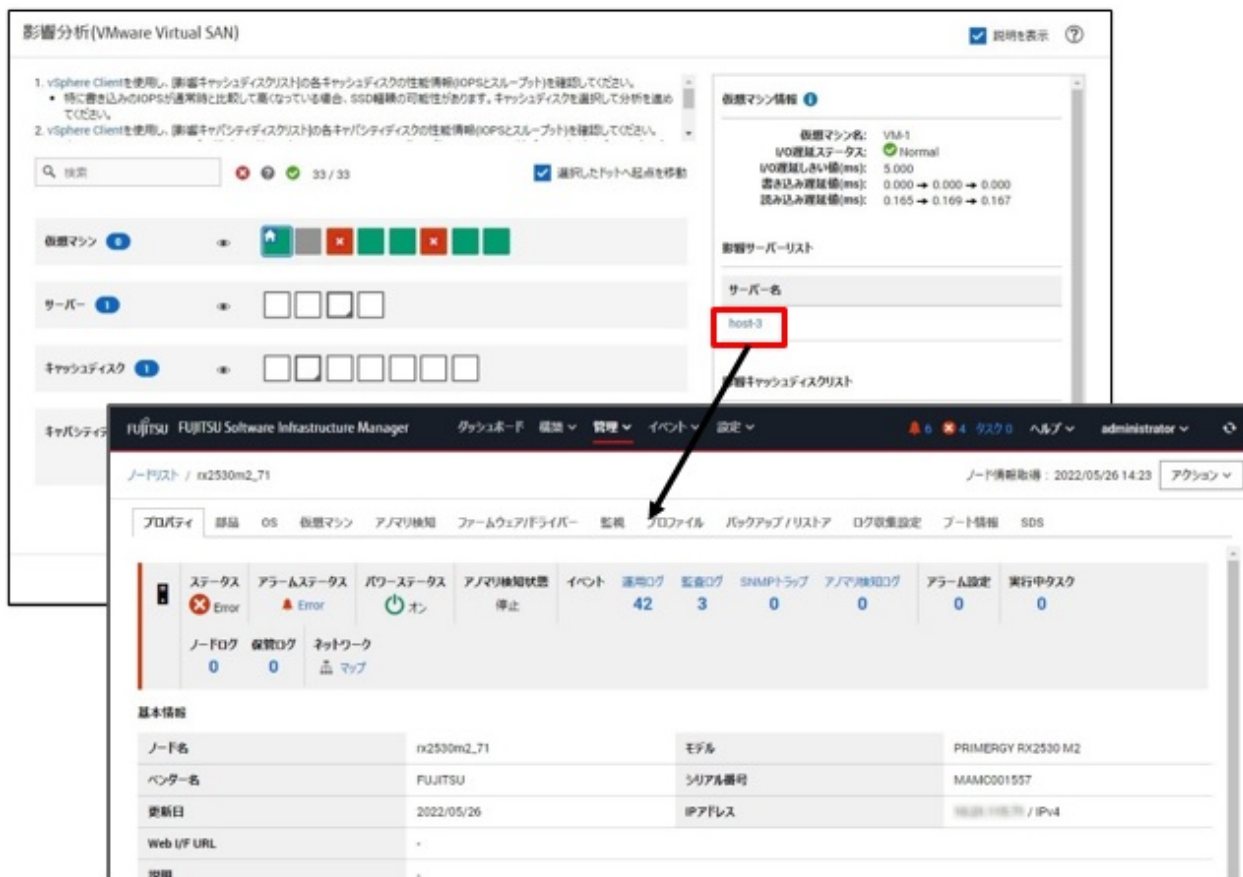 影響分析(VMware Virtual SAN)
説明を表示
1. vSphere Clientを使用し、[影響キャッシュディスクリスト]の各キャッシュディスクの性能情報(IOPSとスループット)を確認してください。
• 特に書き込みのIOPSが通常時と比較して高くなっている場合、SSD輻輳の可能性があります。キャッシュディスクを選択して分析を進め
てください。
2. vSphere Clientを使用し、[影響キャパシティディスクリスト]の各キャパシティディスクの性能情報(IOPSとスループット)を確認してください。
検索
33 / 33
選択したドットへ起点を移動
仮想マシン 0
サーバー 1
キャッシュディスク 1
キャパシティデ
仮想マシン情報
仮想マシン名: VM-1
I/O遅延ステータス: Normal
I/O遅延しきい値(ms): 5.000
書き込み遅延値(ms): 0.000 → 0.000 → 0.000
読み込み遅延値(ms): 0.165 → 0.169 → 0.167
影響サーバーリスト
サーバー名
host-3
影響キャッシュディスクリスト
FUJITSU FUJITSU Software Infrastructure Manager ダッシュボード 構築 管理 イベント 設定 6 4 タスク 0 ヘルプ administrator
ノードリスト / rx2530m2_71 ノード情報取得 : 2022/05/26 14:23 アクション
プロパティ 部品 OS 仮想マシン アノマリ検知 ファームウェア/ドライバー 監視 プロファイル バックアップ / リストア ログ収集設定 ブート情報 SDS
ステータス アラームステータス パワーステータス アノマリ検知状態 イベント 運用ログ 監査ログ SNMPトラップ アノマリ検知ログ アラーム設定 実行中タスク
Error Error オン 停止 42 3 0 0 0 0
ノードログ 保管ログ ネットワーク
0 0 マップ
基本情報
ノード名 rx2530m2_71 モデル PRIMERGY RX2530 M2
ベンダー名 FUJITSU シリアル番号 MAMC001557
更新日 2022/05/26 IPアドレス / IPv4
Web I/F URL -
説明 -